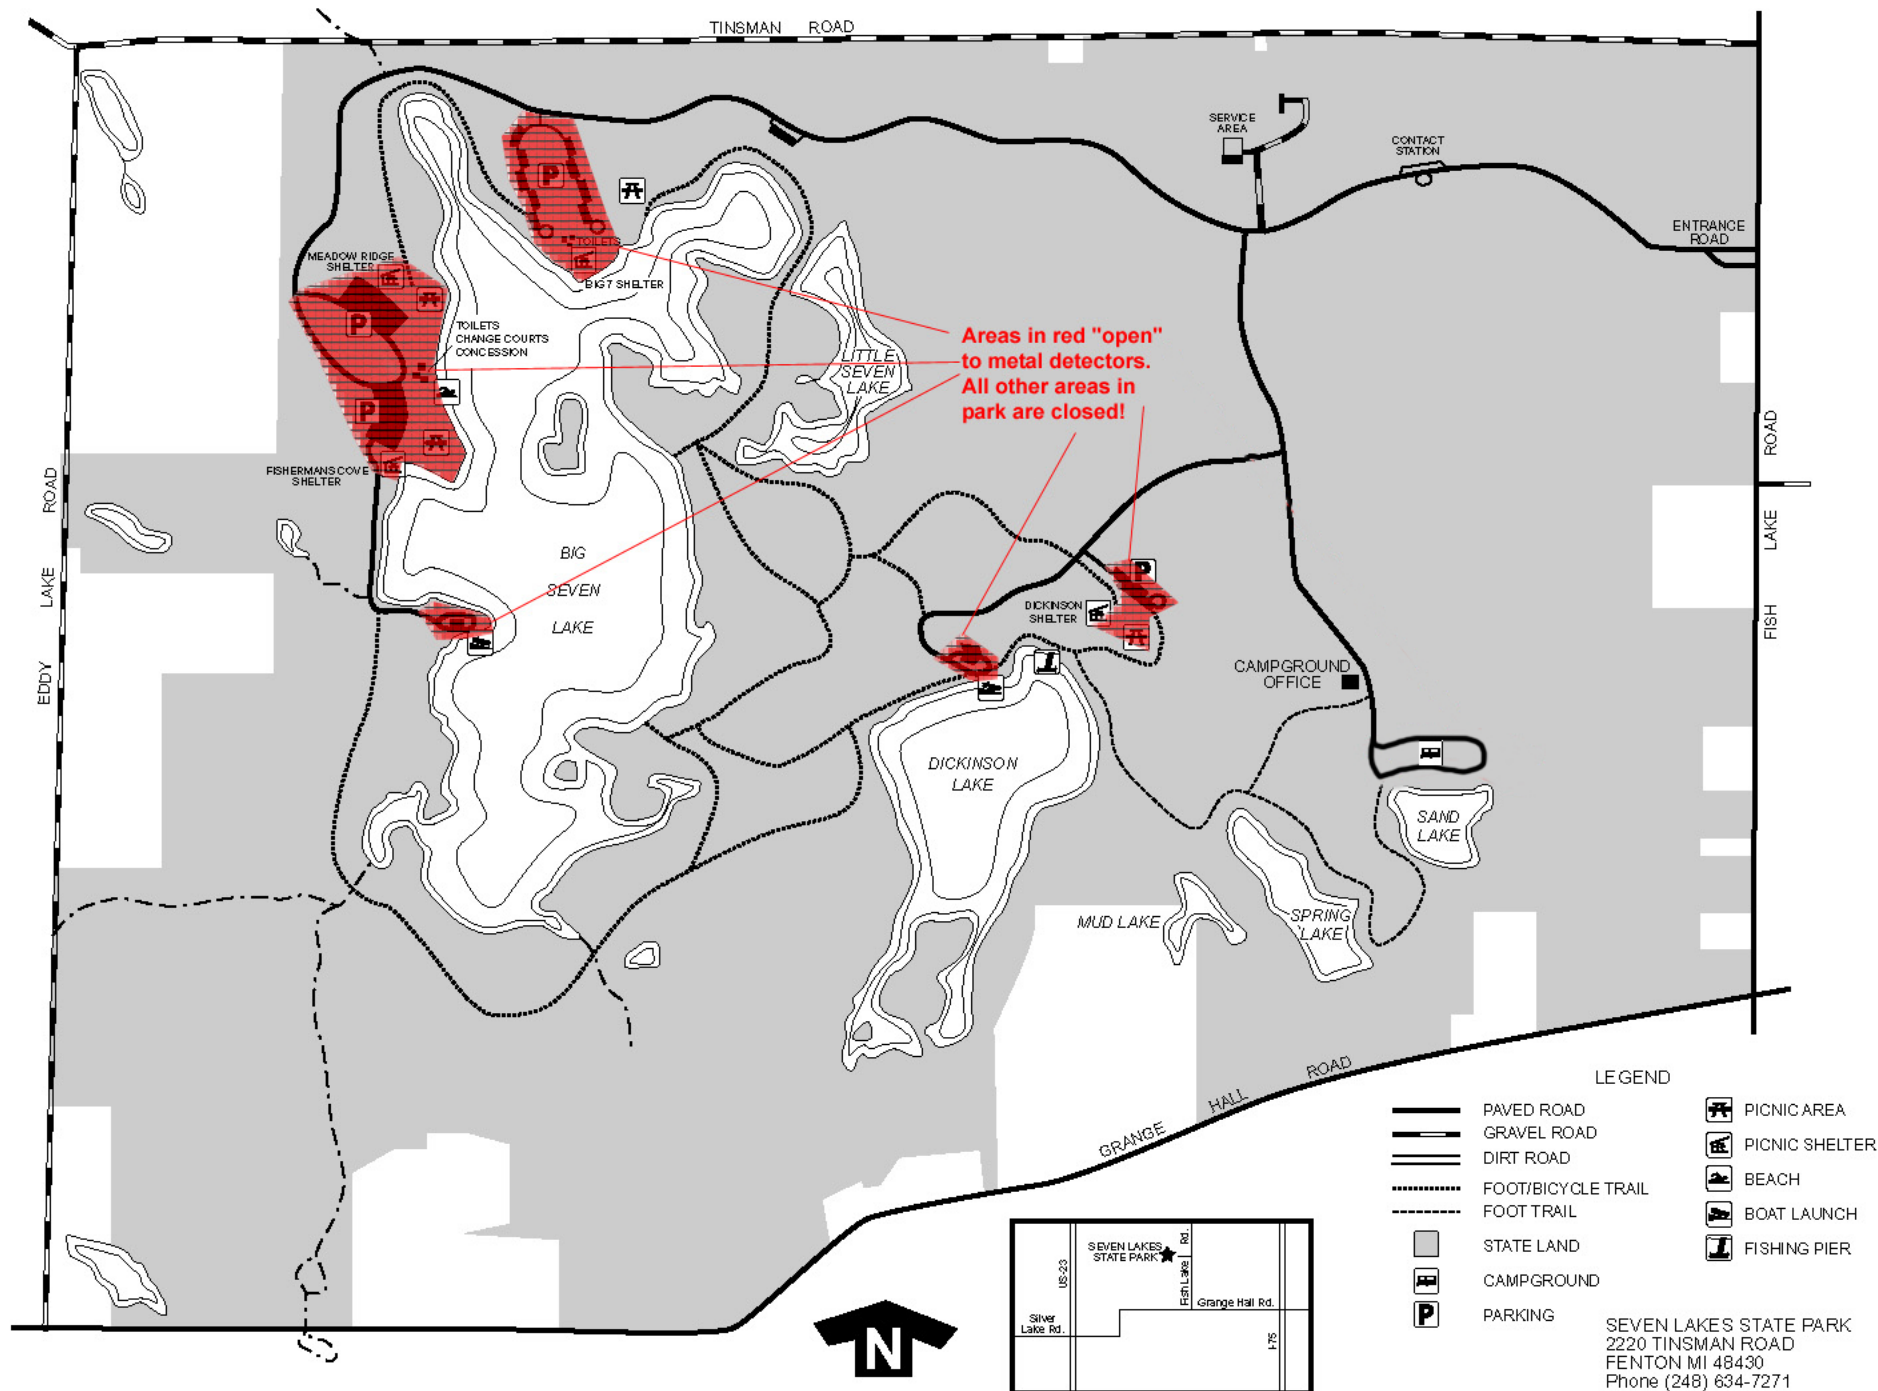 TINSMAN ROAD
SERVICE
AREA
CONTACT
STATION
ENTRANCE
ROAD
P
TOILETS
MEADOW RIDGE
SHELTER
BIG 7 SHELTER
P
TOILETS
CHANGE COURTS
CONCESSION
Areas in red "open"
to metal detectors.
All other areas in
park are closed!
LITTLE
SEVEN
LAKE
P
FISHERMANS COVE
SHELTER
EDDY LAKE ROAD
FISH LAKE ROAD
BIG
SEVEN
LAKE
P
DICKINSON
SHELTER
CAMPGROUND
OFFICE
DICKINSON
LAKE
SAND
LAKE
MUD LAKE
SPRING
LAKE
GRANGE HALL ROAD
LEGEND
PAVED ROAD
GRAVEL ROAD
DIRT ROAD
FOOT/BICYCLE TRAIL
FOOT TRAIL
STATE LAND
CAMPGROUND
P PARKING
PICNIC AREA
PICNIC SHELTER
BEACH
BOAT LAUNCH
FISHING PIER
N
SEVEN LAKES
STATE PARK
US-23
Fish Lake Rd.
Grange Hall Rd.
Silver
Lake Rd.
I-75
SEVEN LAKES STATE PARK
2220 TINSMAN ROAD
FENTON MI 48430
Phone (248) 634-7271